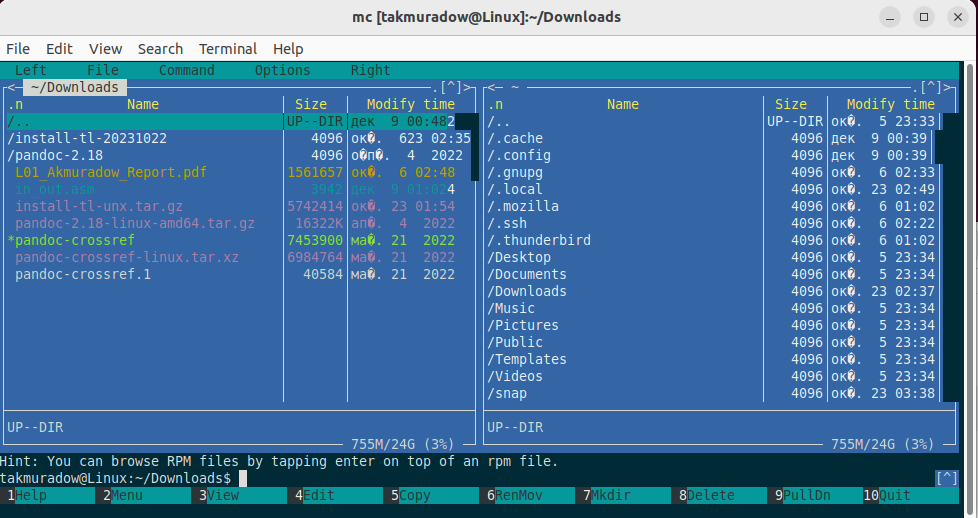 mc [takmuradow@Linux]:~/Downloads
File Edit View Search Terminal Help
Left File Command Options Right
<─ ~/Downloads ─.[^]>
.n Name Size Modify time
/.. UP--DIR дек 9 00:482
/install-tl-20231022 4096 ок�. 623 02:35
/pandoc-2.18 4096 о�п�. 4 2022
L01_Akmuradow_Report.pdf 1561657 ок�. 6 02:48
in_out.asm 3942 дек 9 01:024
install-tl-unx.tar.gz 5742414 ок�. 23 01:54
pandoc-2.18-linux-amd64.tar.gz 16322K ап�. 4 2022
*pandoc-crossref 7453900 ма�. 21 2022
pandoc-crossref-linux.tar.xz 6984764 ма�. 21 2022
pandoc-crossref.1 40584 ма�. 21 2022
UP--DIR
755M/24G (3%)
<─ ~ ─.[^]>
.n Name Size Modify time
/.. UP--DIR ок�. 5 23:33
/.cache 4096 дек 9 00:39
/.config 4096 дек 9 00:39
/.gnupg 4096 ок�. 6 02:33
/.local 4096 ок�. 23 02:49
/.mozilla 4096 ок�. 6 01:02
/.ssh 4096 ок�. 6 02:22
/.thunderbird 4096 ок�. 6 01:02
/Desktop 4096 ок�. 5 23:34
/Documents 4096 ок�. 5 23:34
/Downloads 4096 ок�. 23 02:37
/Music 4096 ок�. 5 23:34
/Pictures 4096 ок�. 5 23:34
/Public 4096 ок�. 5 23:34
/Templates 4096 ок�. 5 23:34
/Videos 4096 ок�. 5 23:34
/snap 4096 ок�. 23 03:38
UP--DIR
755M/24G (3%)
Hint: You can browse RPM files by tapping enter on top of an rpm file.
takmuradow@Linux:~/Downloads$ [^]
1Help 2Menu 3View 4Edit 5Copy 6RenMov 7Mkdir 8Delete 9PullDn 10Quit